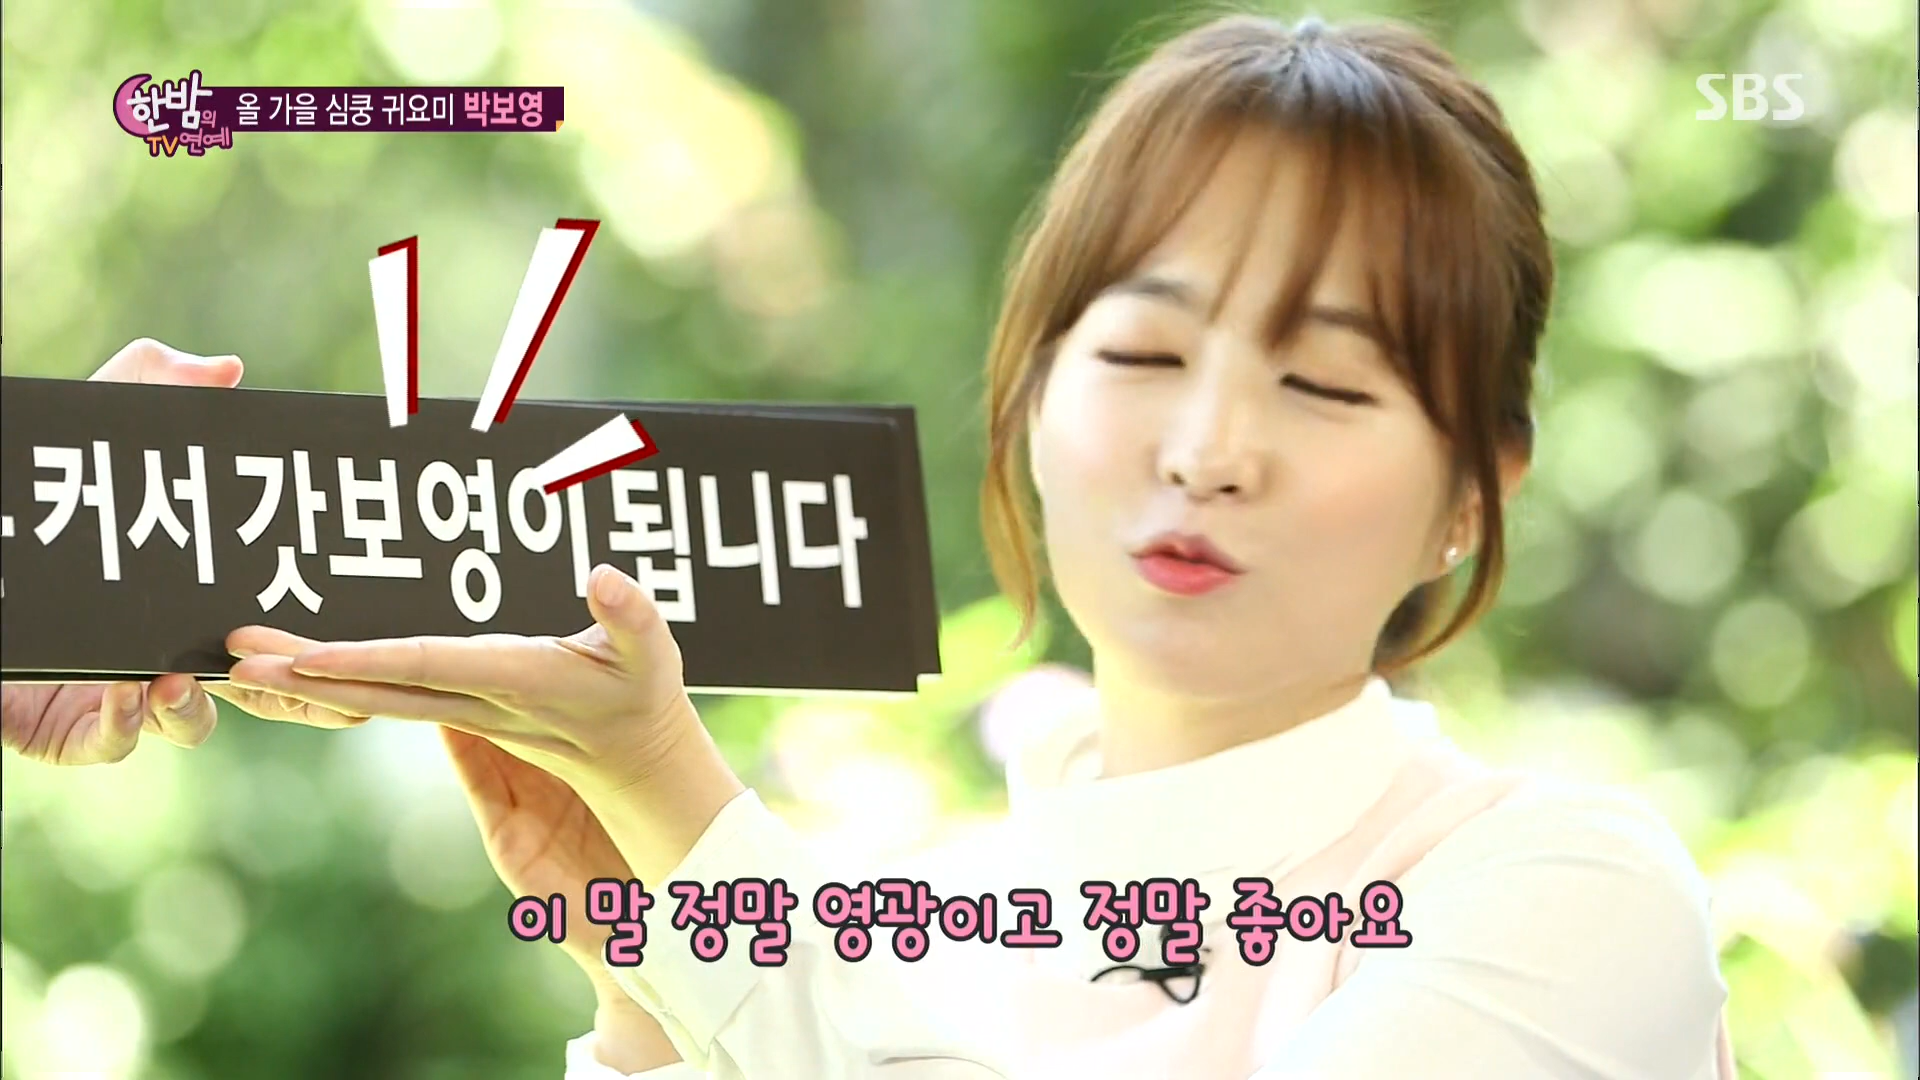 한밤의
TV연예
올 가을 심쿵 귀요미 박보영
SBS
커서 갓보영이 됩니다
이 말 정말 영광이고 정말 좋아요